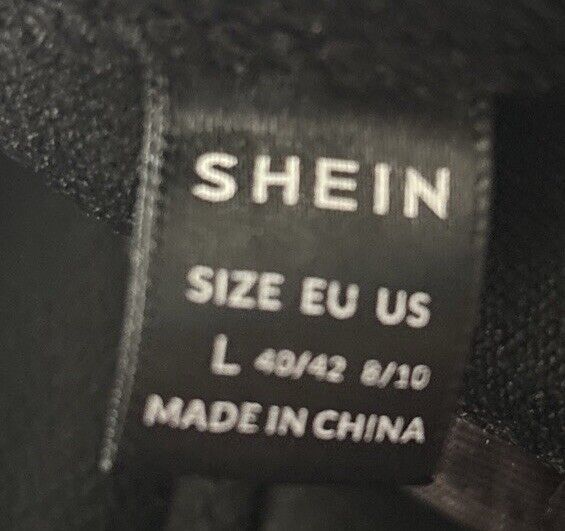 SHEIN
SIZE EU US
L 40/42 8/10
MADE IN CHINA